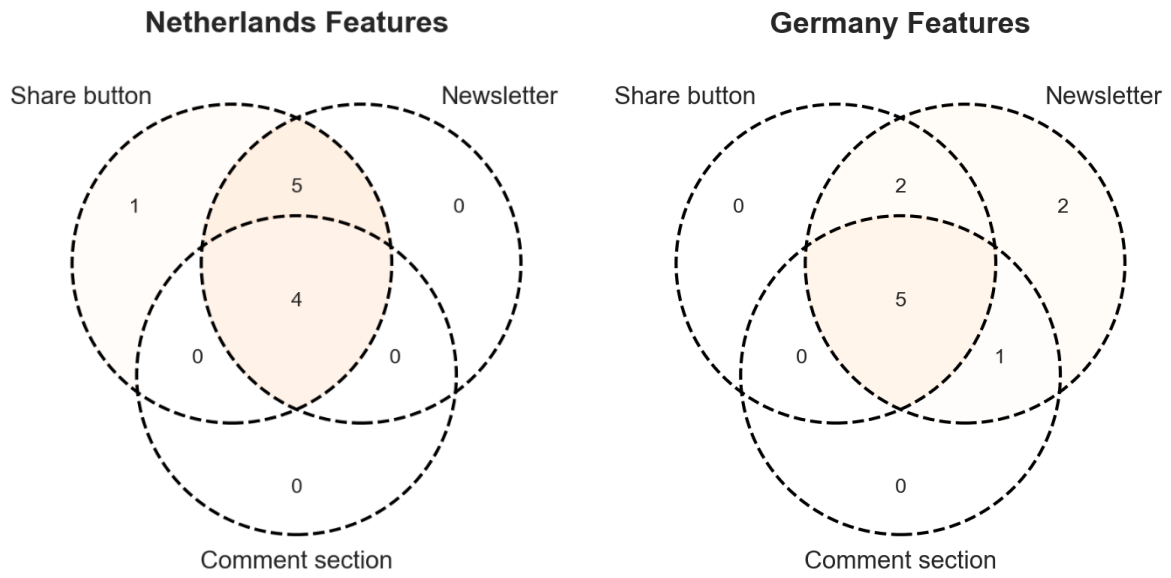 Netherlands Features
Share button
Newsletter
1
5
0
4
0
0
0
Comment section
Germany Features
Share button
Newsletter
0
2
2
5
0
1
0
Comment section